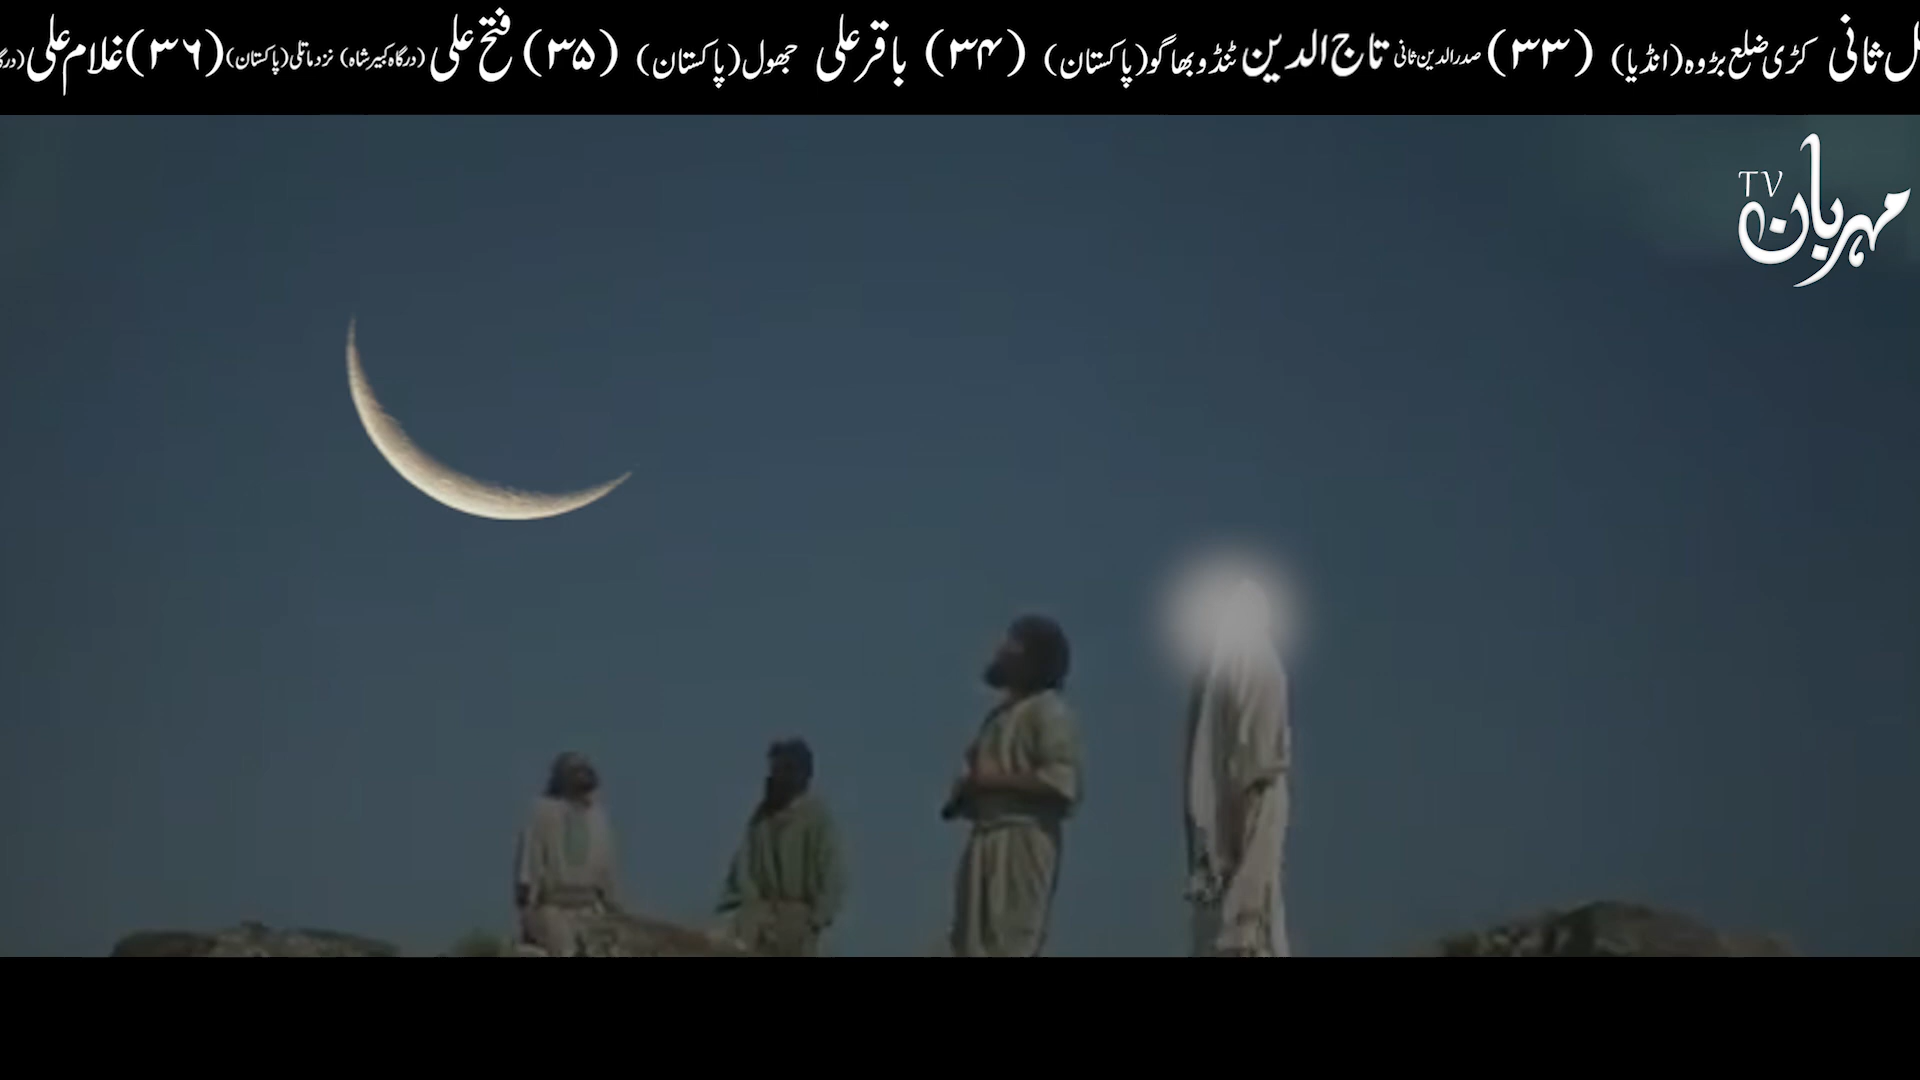 ل ثانی کڑی ضلع بڑوہ (انڈیا) (۳۳) صدرالدین ثانی تاج الدین ٹنڈو بھاگو (پاکستان) (۳۴) باقر علی جھول (پاکستان) (۳۵) فتح علی (درگاہ کبیر شاہ) نزد ماتلی (پاکستان) (۳۶) غلام علی (درگا
TV
مہربان